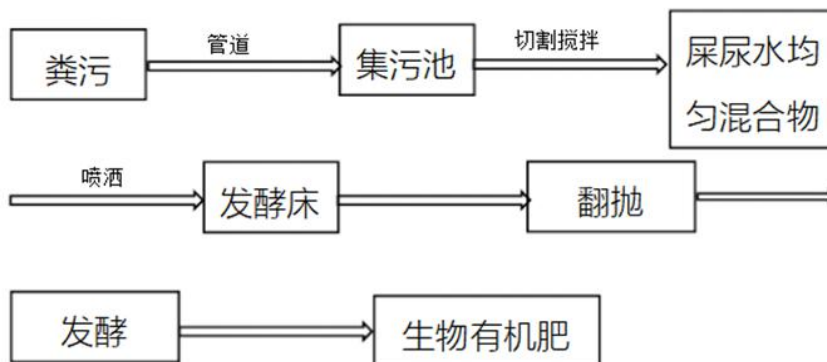 粪污
管道
集污池
切割搅拌
屎尿水均
匀混合物
喷洒
发酵床
翻抛
发酵
生物有机肥